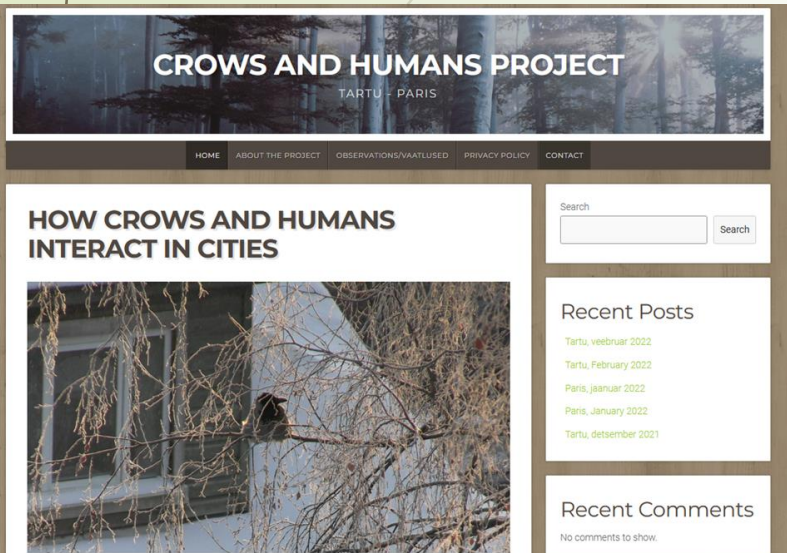 CROWS AND HUMANS PROJECT
TARTU - PARIS
HOME ABOUT THE PROJECT OBSERVATIONS/VAATLUSED PRIVACY POLICY CONTACT
HOW CROWS AND HUMANS
INTERACT IN CITIES
Search
Search
Recent Posts
Tartu, veebruar 2022
Tartu, February 2022
Paris, jaanuar 2022
Paris, January 2022
Tartu, detsember 2021
Recent Comments
No comments to show.